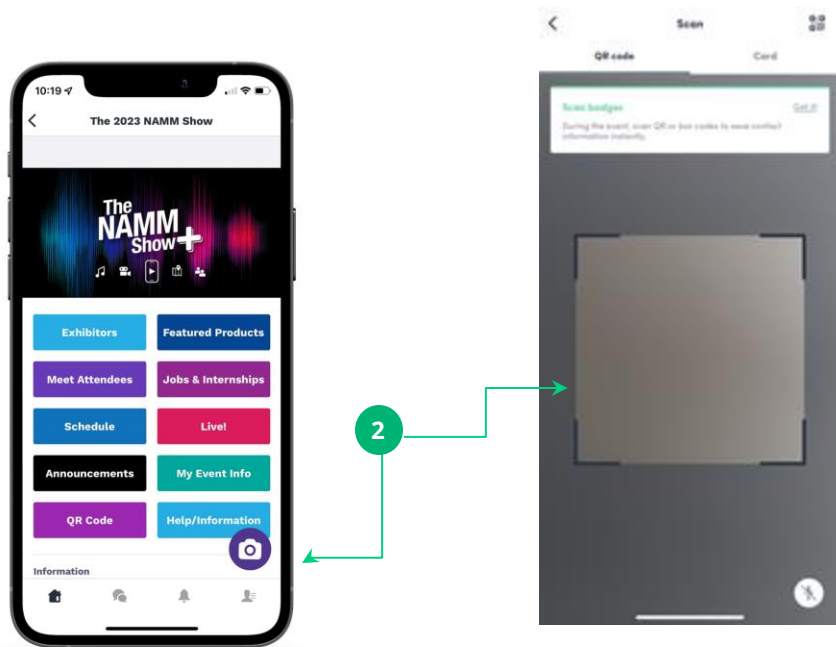 10:19
The 2023 NAMM Show
The
NAMM
Show+
Exhibitors
Featured Products
Meet Attendees
Jobs & Internships
Schedule
Live!
Announcements
My Event Info
QR Code
Help/Information
Information
2
Scan
QR code
Card
Scan badges
Get it
During the event, scan QR or bar codes to save contact
information instantly.